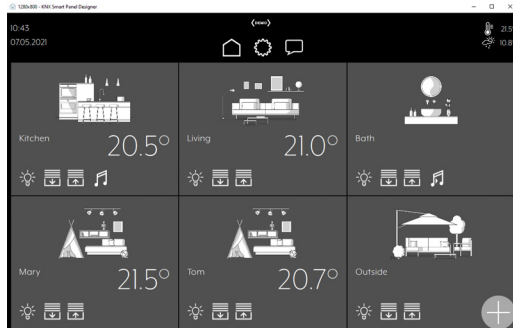 1280x800 - KNX Smart Panel Designer
10:43
07.05.2021
(DEMO)
21.5°
10.8°
Kitchen
20.5°
Living
21.0°
Bath
Mary
21.5°
Tom
20.7°
Outside